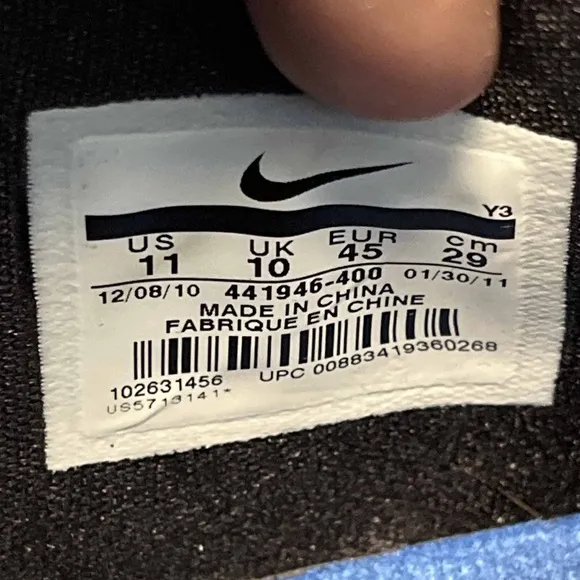 Y3
US UK EUR cm
11 10 45 29
12/08/10 441946-400 01/30/11
MADE IN CHINA
FABRIQUE EN CHINE
102631456 UPC 00883419360268
US5713141*